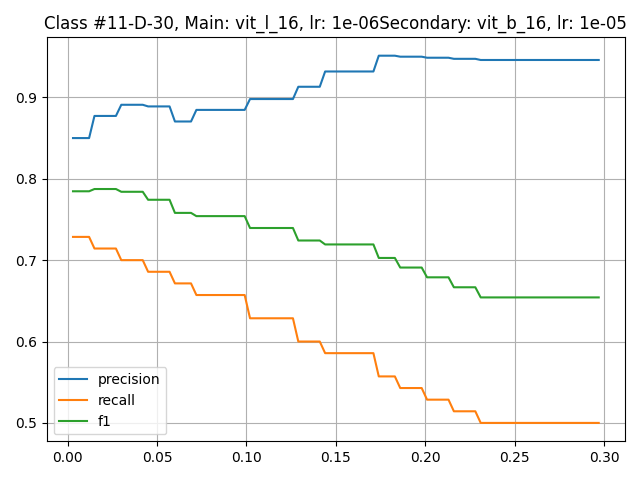 Class #11-D-30, Main: vit_l_16, lr: 1e-06Secondary: vit_b_16, lr: 1e-05
0.9
0.8
0.7
0.6
0.5
precision
recall
f1
0.00 0.05 0.10 0.15 0.20 0.25 0.30